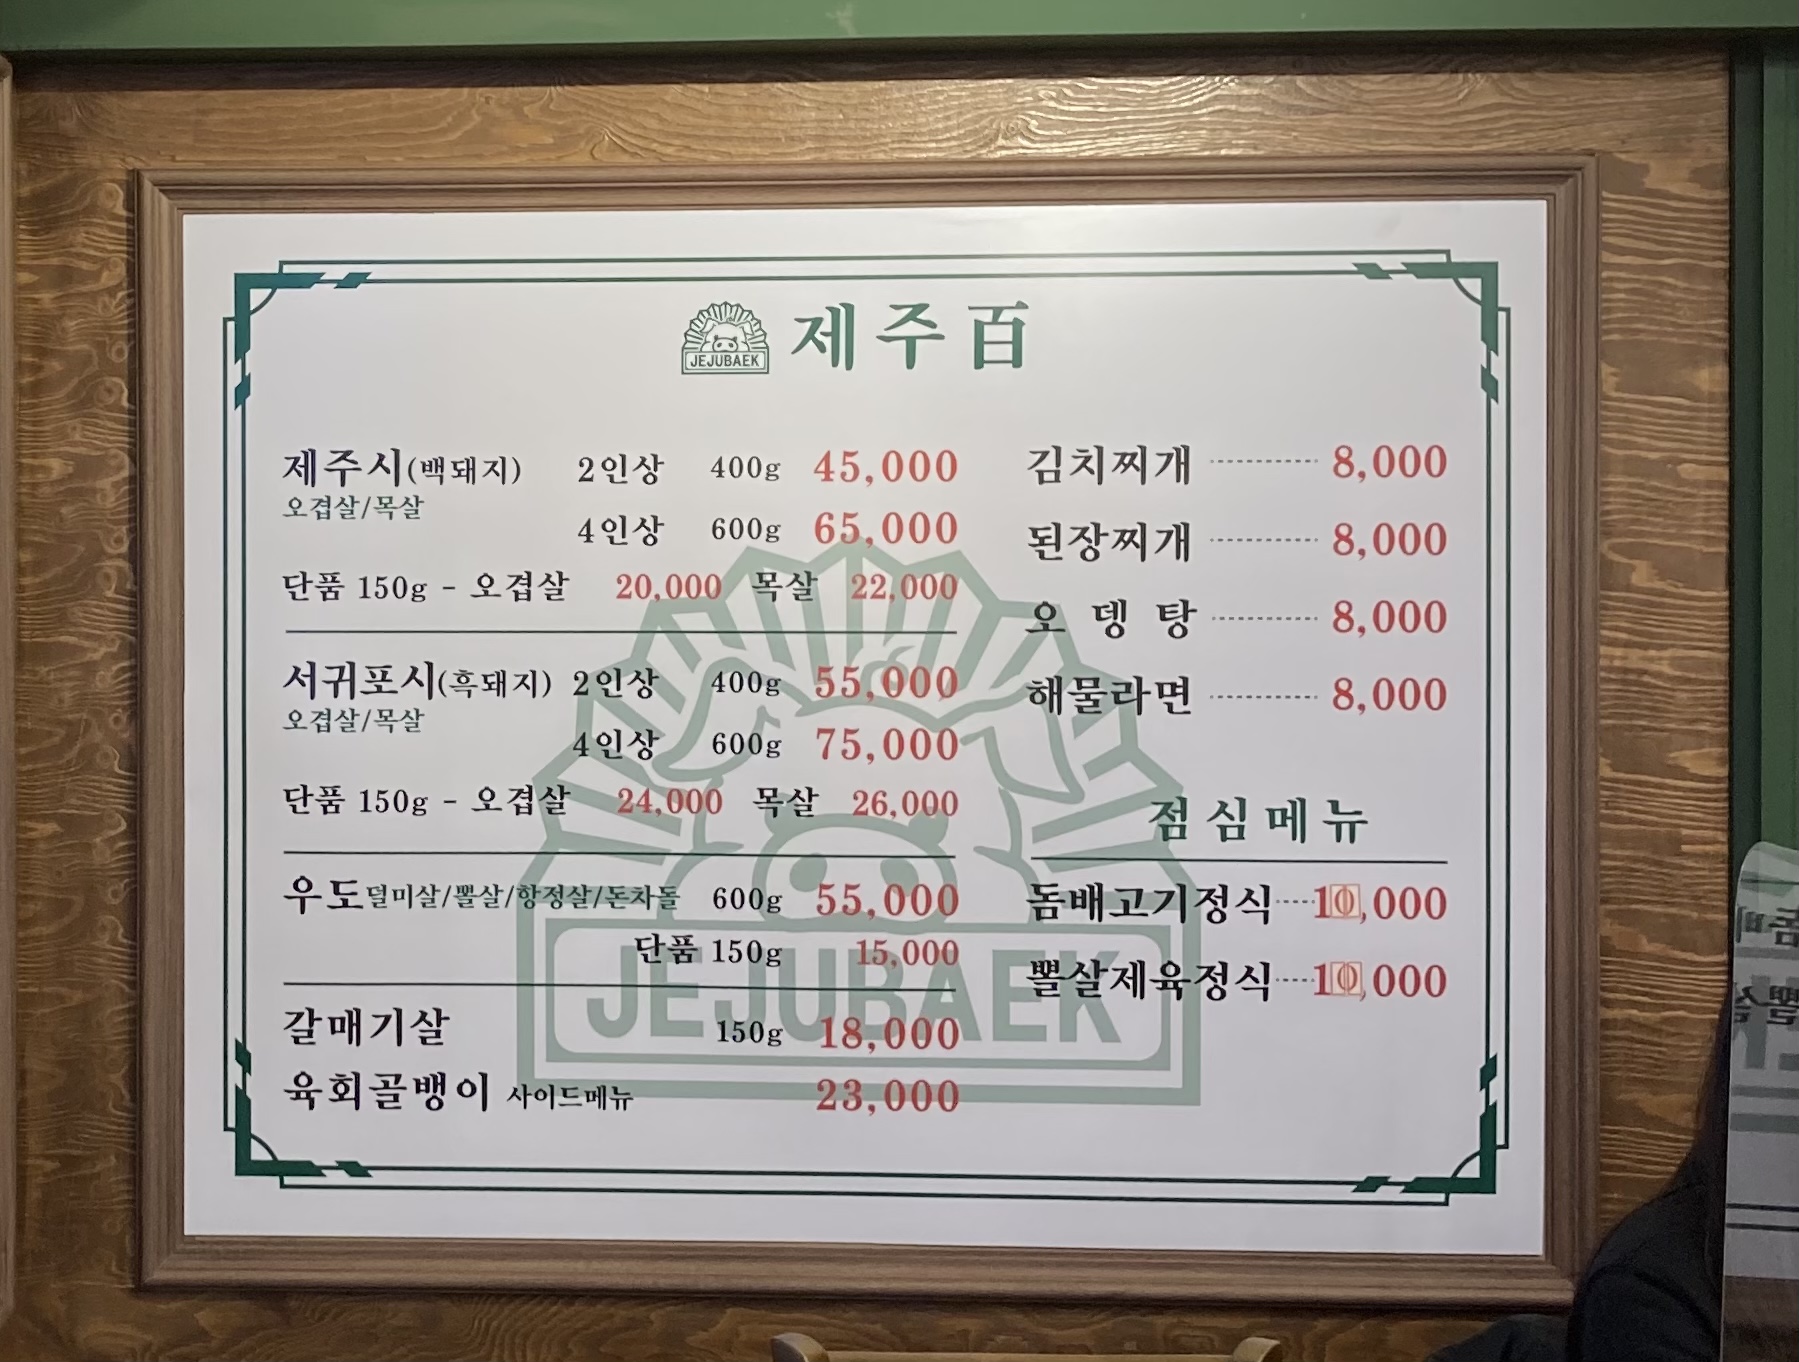 JEJUBAEK 제주百
제주시(백돼지) 2인상 400g 45,000
오겹살/목살
4인상 600g 65,000
단품 150g - 오겹살 20,000 목살 22,000
서귀포시(흑돼지) 2인상 400g 55,000
오겹살/목살
4인상 600g 75,000
단품 150g - 오겹살 24,000 목살 26,000
우도 덜미살/뽈살/항정살/돈차돌 600g 55,000
단품 150g 15,000
갈매기살 150g 18,000
육회골뱅이 사이드메뉴 23,000
김치찌개 8,000
된장찌개 8,000
오뎅탕 8,000
해물라면 8,000
점심메뉴
돔배고기정식 10,000
뽈살제육정식 10,000
JEJUBAEK